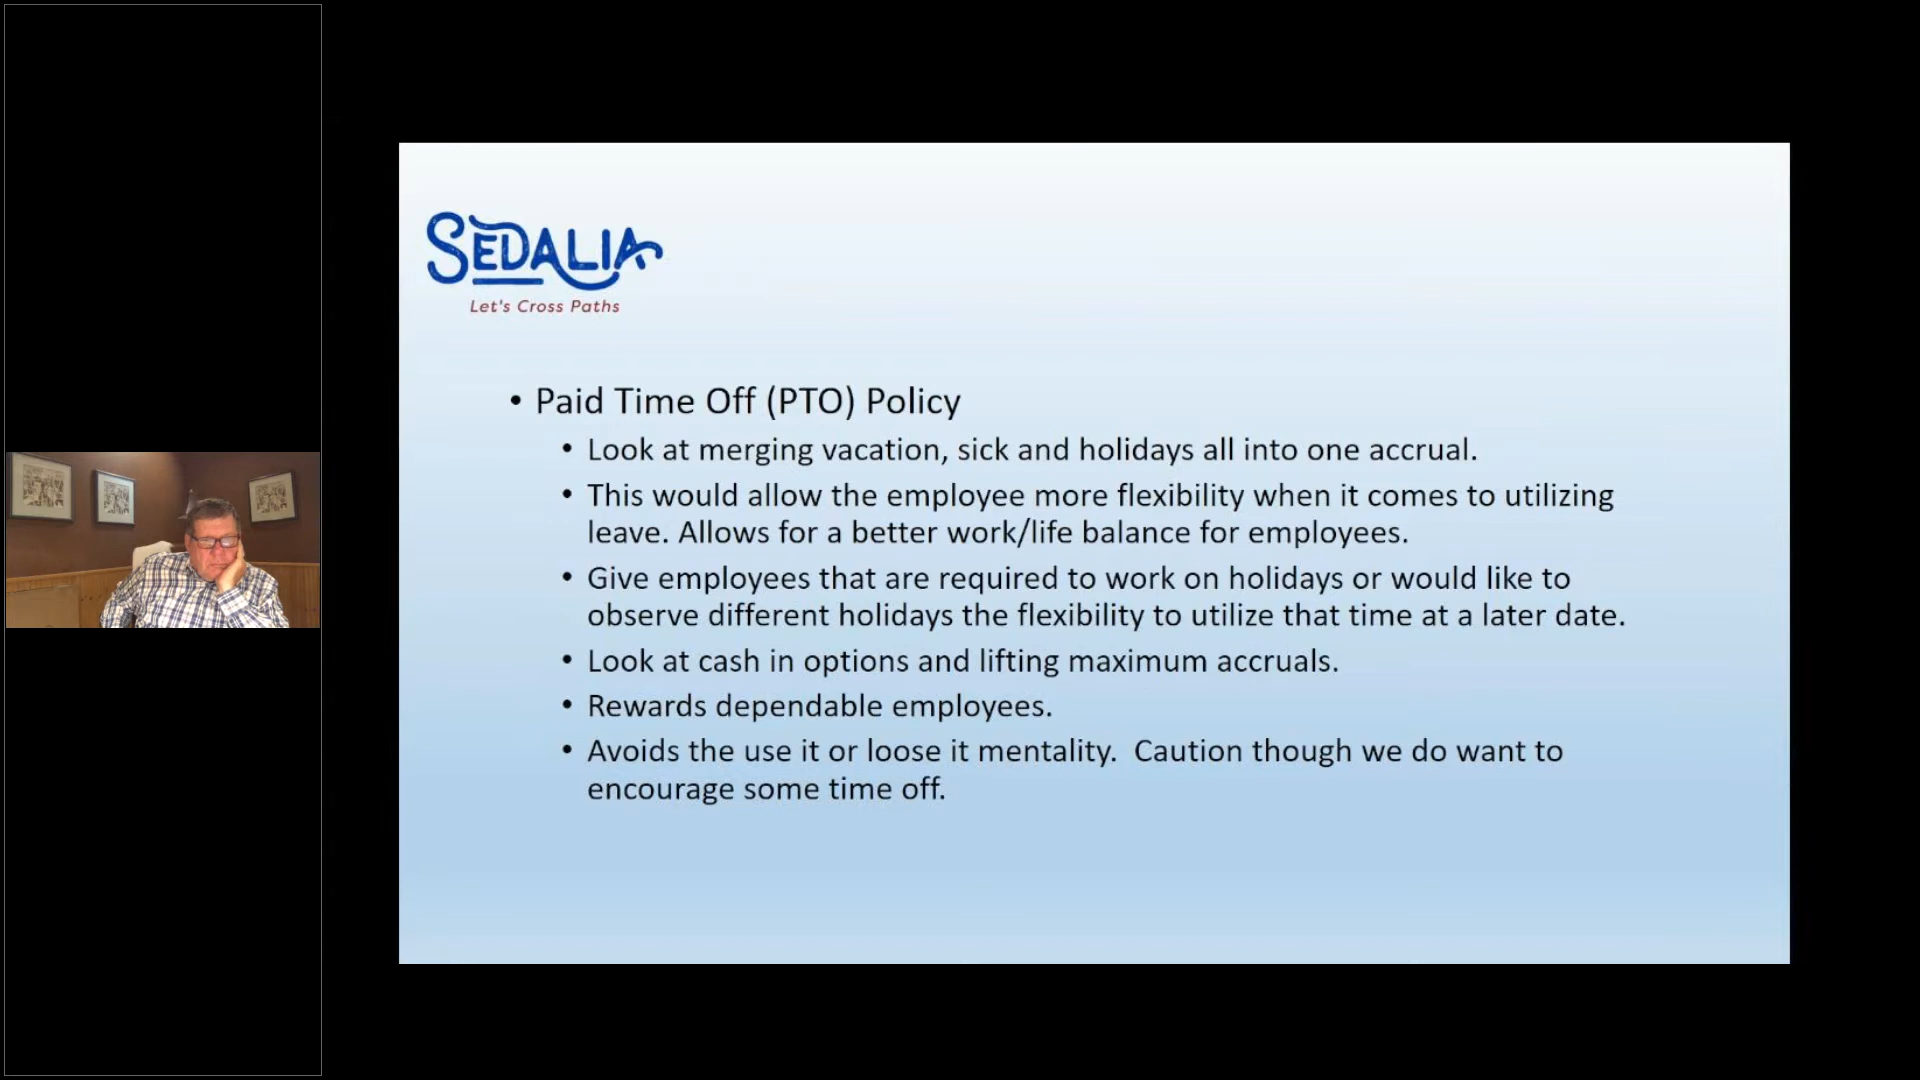 SEDALIA
Let's Cross Paths
• Paid Time Off (PTO) Policy
• Look at merging vacation, sick and holidays all into one accrual.
• This would allow the employee more flexibility when it comes to utilizing
leave. Allows for a better work/life balance for employees.
• Give employees that are required to work on holidays or would like to
observe different holidays the flexibility to utilize that time at a later date.
• Look at cash in options and lifting maximum accruals.
• Rewards dependable employees.
• Avoids the use it or loose it mentality.  Caution though we do want to
encourage some time off.